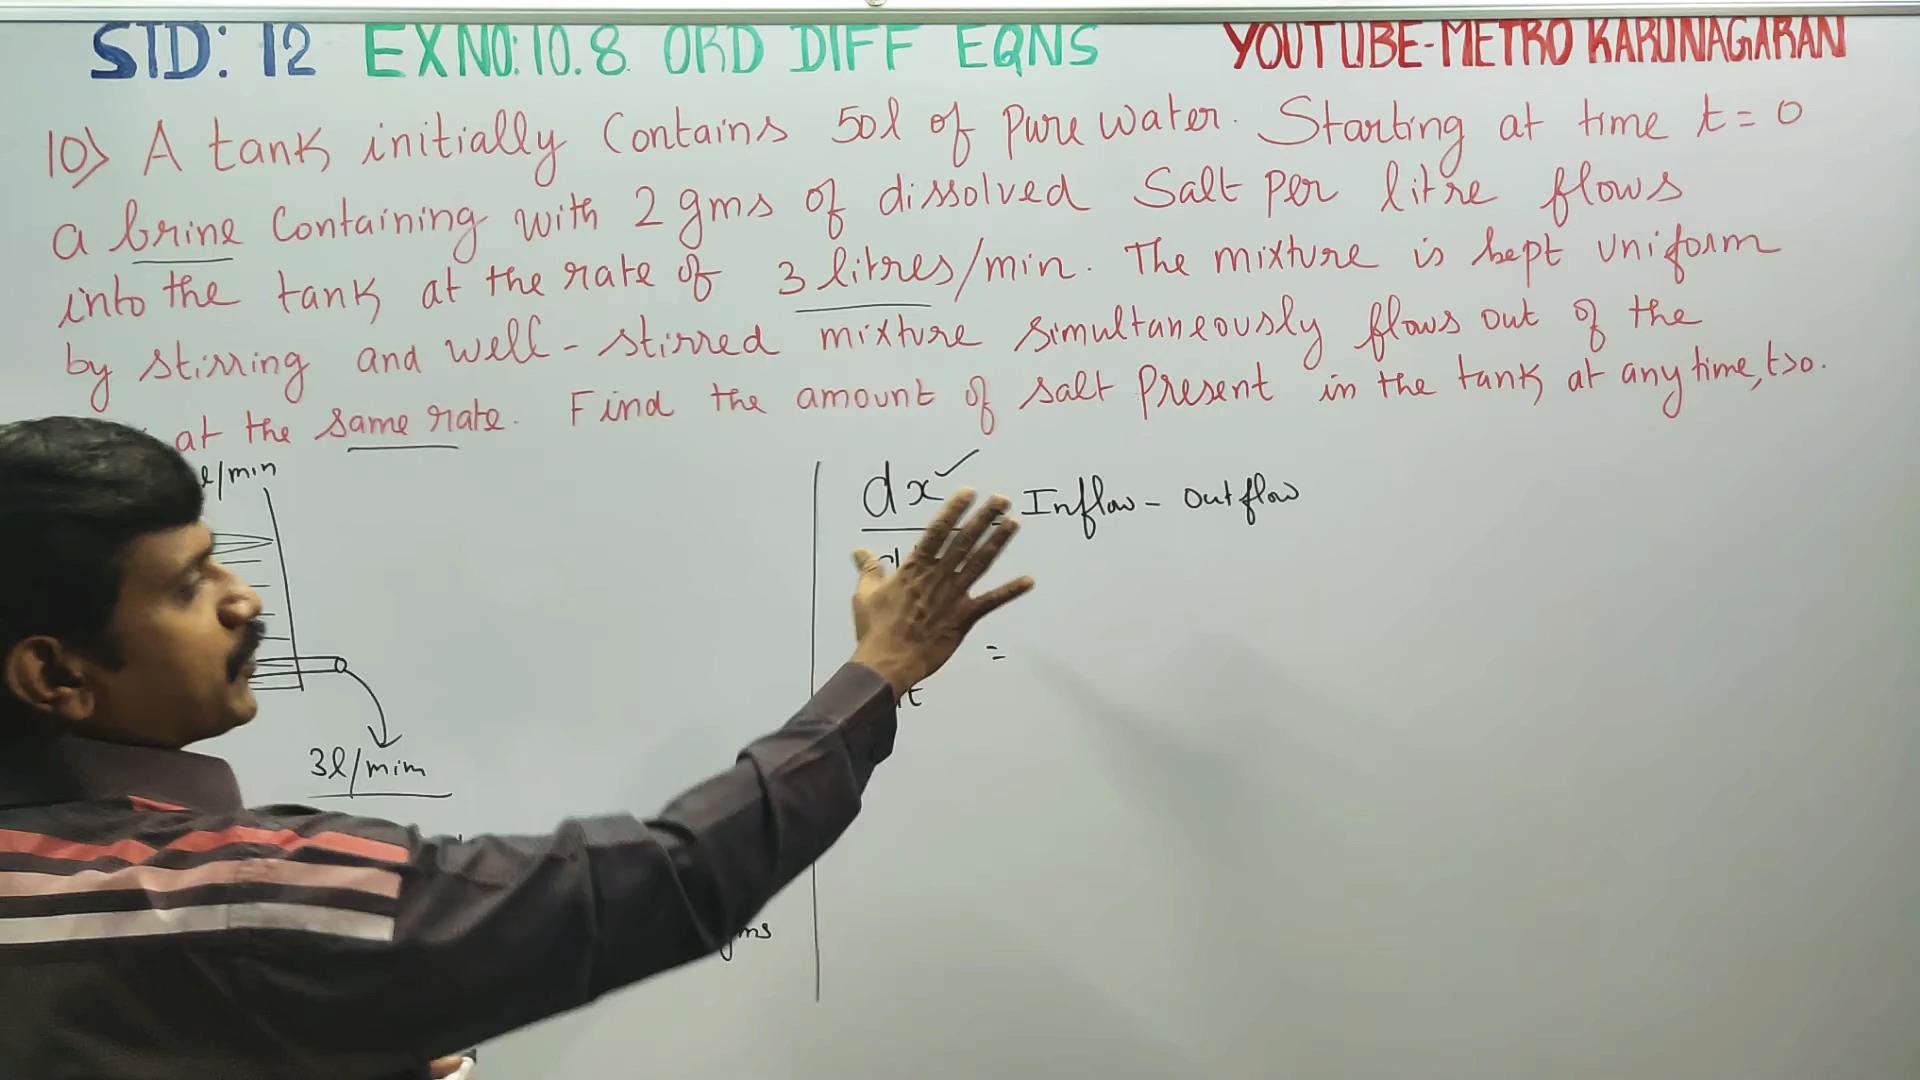 STD: 12 EX NO: 10.8 ORD DIFF EQNS YOUTUBE-METRO KARUNAGARAN
10) A tank initially Contains 50l of Pure water. Starting at time t = 0
a brine Containing with 2 gms of dissolved Salt Per litre flows
into the tank at the rate of 3 litres/min. The mixture is kept uniform
by stirring and well-stirred mixture simultaneously flows out of the
at the same rate. Find the amount of salt Present in the tank at any time, t>0.
l/min
3l/min
gms
dx = Inflow - Outflow
=
t